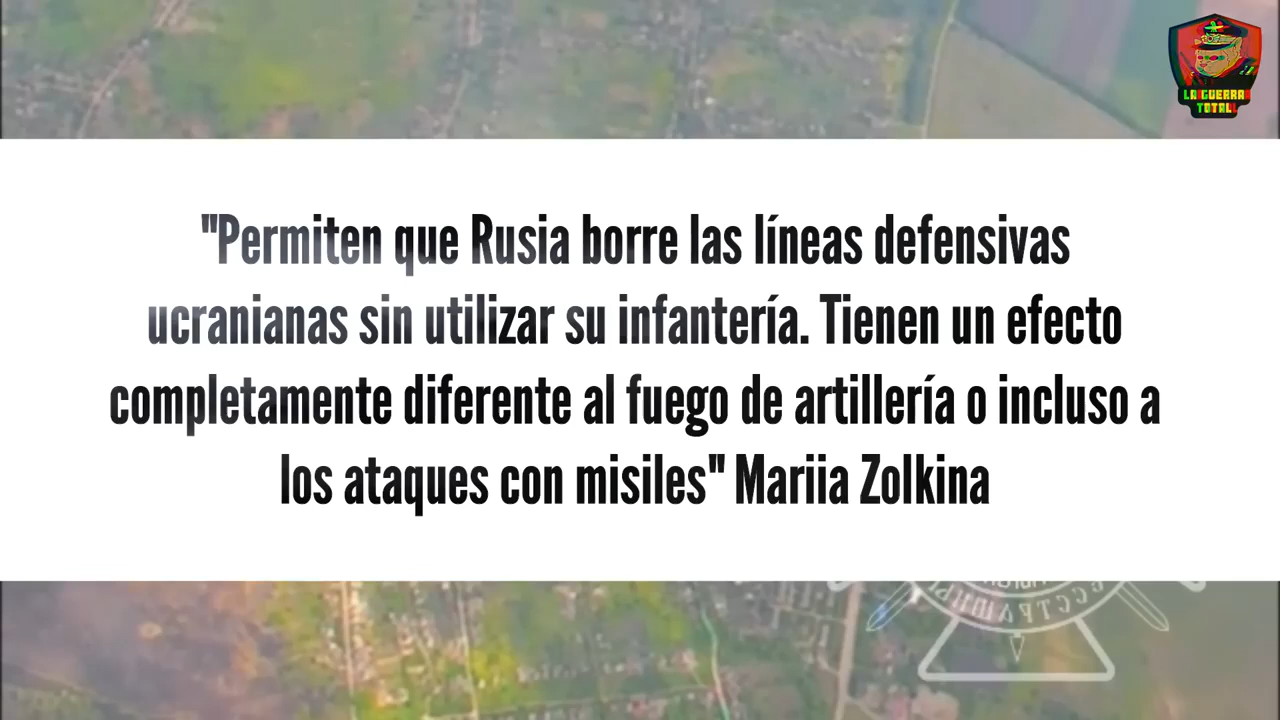 LA GUERRA
TOTAL
"Permiten que Rusia borre las líneas defensivas
ucranianas sin utilizar su infantería. Tienen un efecto
completamente diferente al fuego de artillería o incluso a
los ataques con misiles" Mariia Zolkina